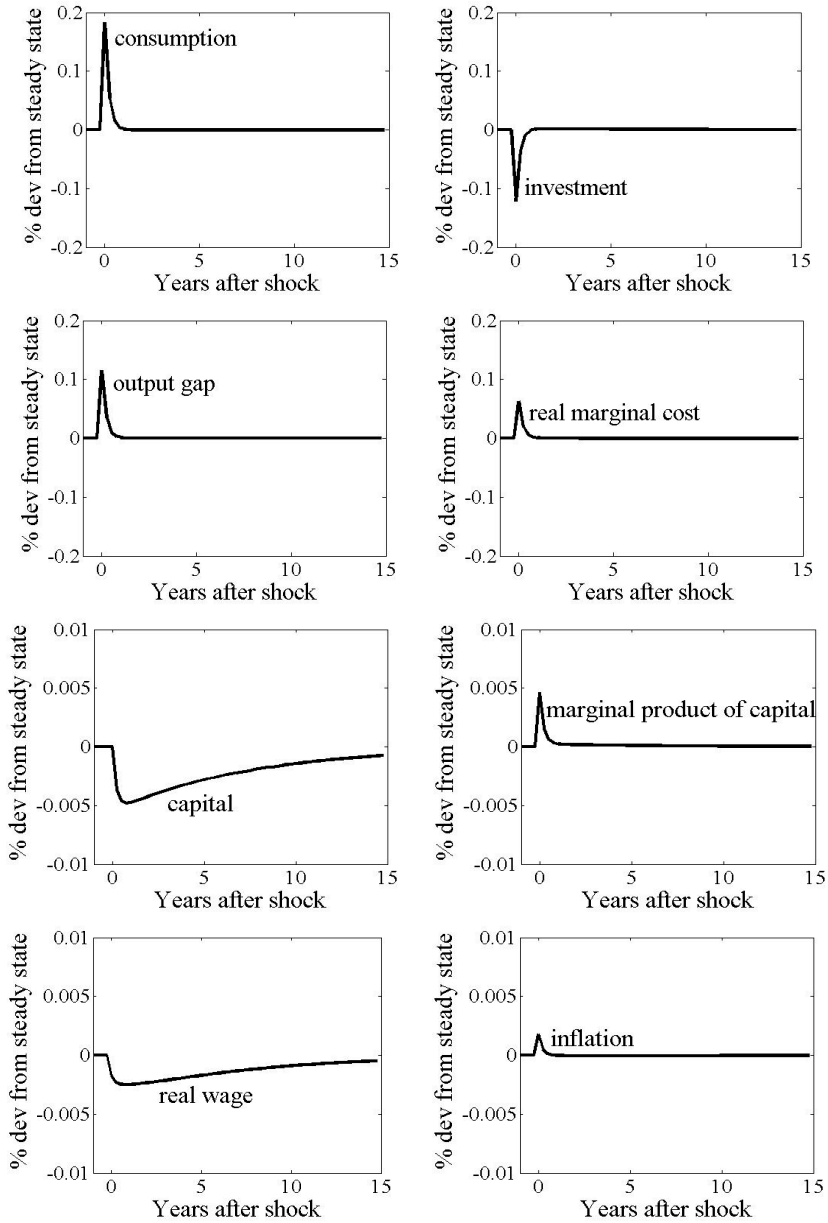 % dev from steady state
0.2
0.1
0
-0.1
-0.2
consumption
0 5 10 15
Years after shock
% dev from steady state
0.2
0.1
0
-0.1
-0.2
investment
0 5 10 15
Years after shock
% dev from steady state
0.2
0.1
0
-0.1
-0.2
output gap
0 5 10 15
Years after shock
% dev from steady state
0.2
0.1
0
-0.1
-0.2
real marginal cost
0 5 10 15
Years after shock
% dev from steady state
0.01
0.005
0
-0.005
-0.01
capital
0 5 10 15
Years after shock
% dev from steady state
0.01
0.005
0
-0.005
-0.01
marginal product of capital
0 5 10 15
Years after shock
% dev from steady state
0.01
0.005
0
-0.005
-0.01
real wage
0 5 10 15
Years after shock
% dev from steady state
0.01
0.005
0
-0.005
-0.01
inflation
0 5 10 15
Years after shock